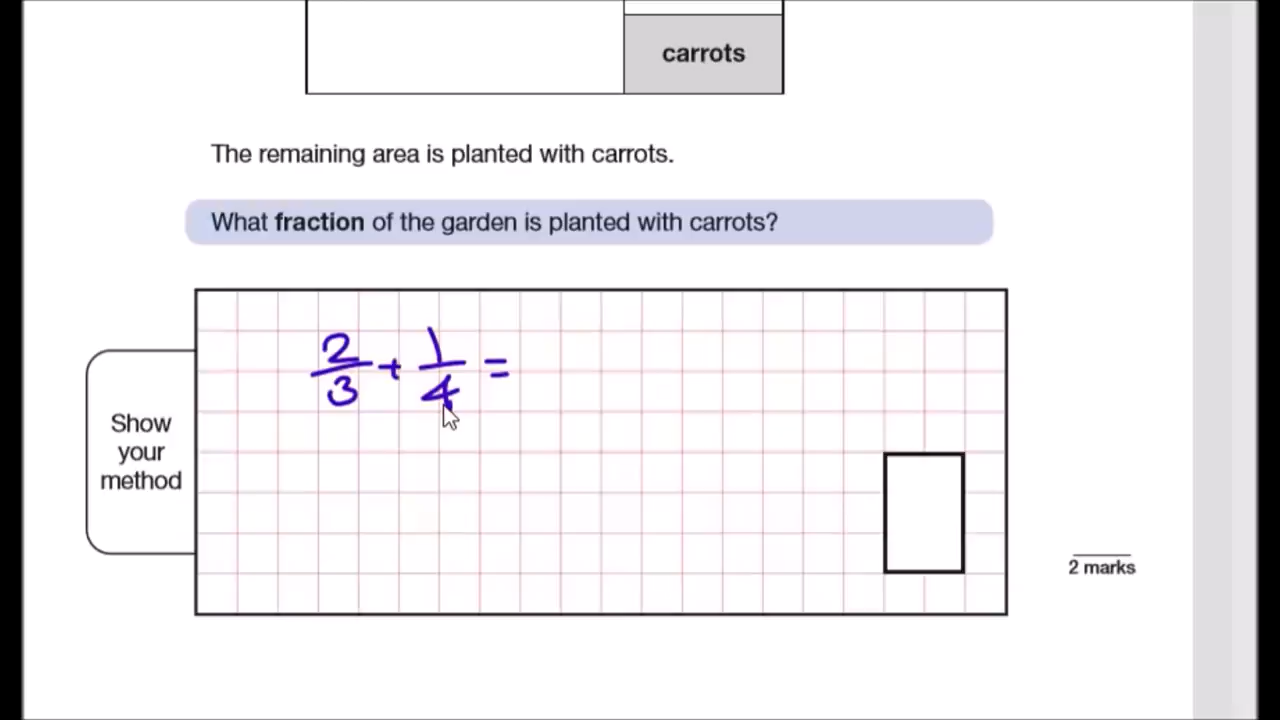 carrots
The remaining area is planted with carrots.
What fraction of the garden is planted with carrots?
2/3 + 1/4 =
Show
your
method
2 marks